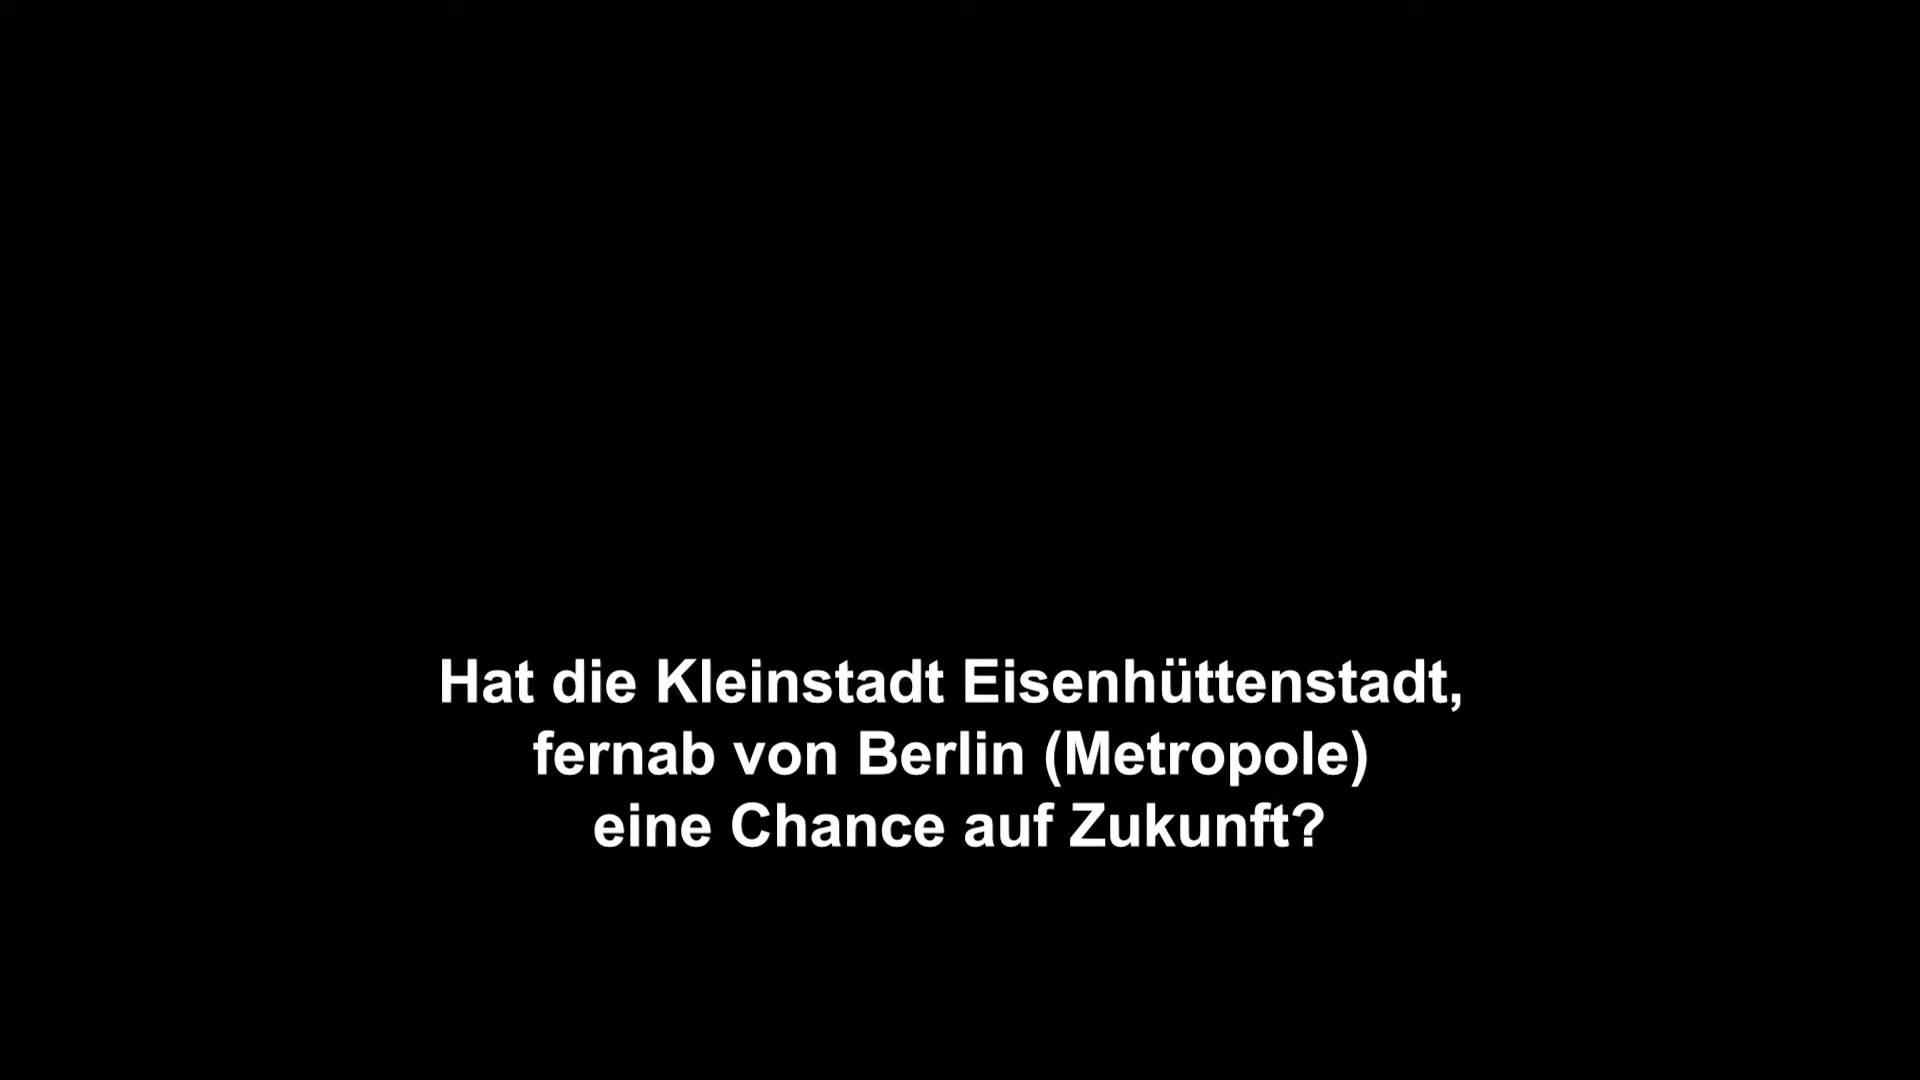 Hat die Kleinstadt Eisenhüttenstadt,
fernab von Berlin (Metropole)
eine Chance auf Zukunft?